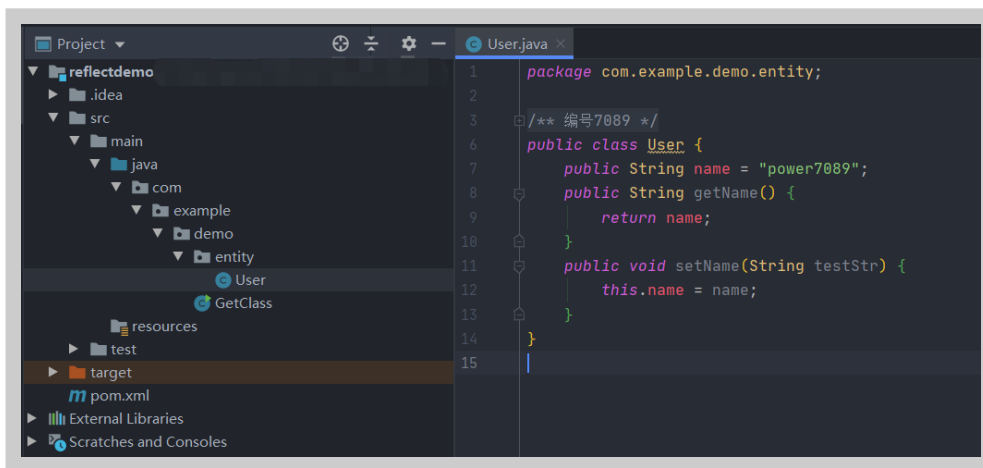 Project
reflectdemo
.idea
src
main
java
com
example
demo
entity
User
GetClass
resources
test
target
pom.xml
External Libraries
Scratches and Consoles
User.java
1 package com.example.demo.entity;
2
3 /** 编号7089 */
6 public class User {
7 public String name = "power7089";
8 public String getName() {
9 return name;
10 }
11 public void setName(String testStr) {
12 this.name = name;
13 }
14 }
15